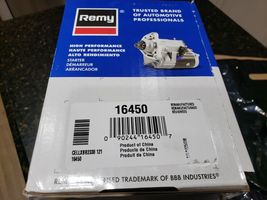 Remy
TRUSTED BRAND
OF AUTOMOTIVE
PROFESSIONALS
HIGH PERFORMANCE
HAUTE PERFORMANCE
ALTO RENDIMIENTO
STARTER
DÉMARREUR
ARRANCADOR
16450
REMANUFACTURED
Product of China
Produit de China
Producto de China
0 90244 16450 7
16450
TRADEMARK OF BBB INDUSTRIES